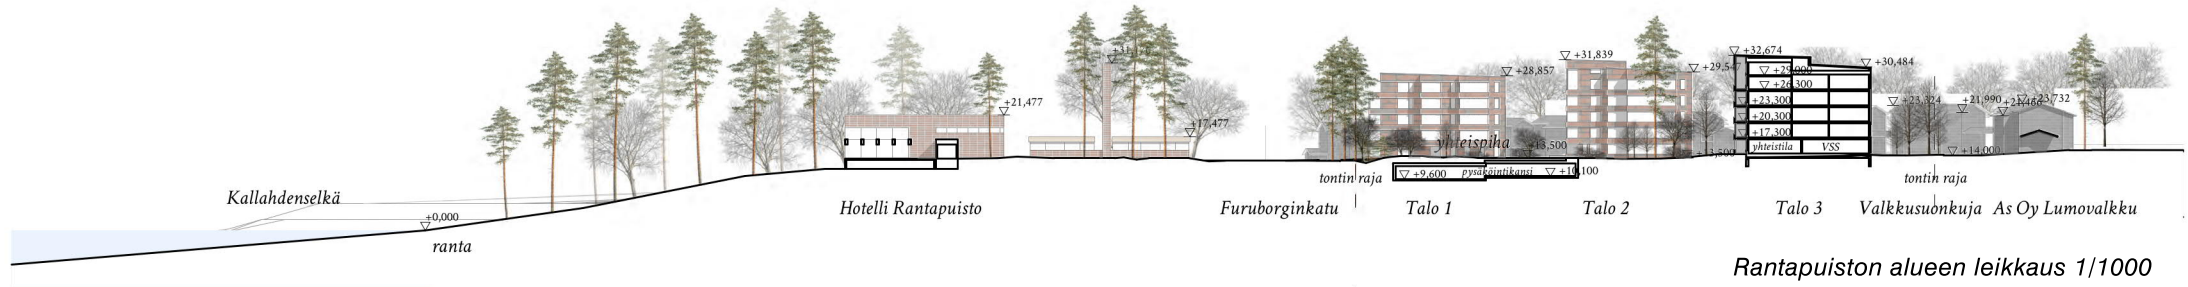 +32,674
+31,839
+30,484
+28,857
+29,000
+26,300
+21,477
+23,300
+23,324
+21,990
+23,732
+20,300
+17,477
+17,300
yhteispiha
+13,500
yhteistila
VSS
+14,000
+9,600
pysäköintikansi
tontin raja
tontin raja
Kallahdenselkä
+0,000
ranta
Hotelli Rantapuisto
Furuborginkatu
Talo 1
Talo 2
Talo 3
Valkkusuonkuja
As Oy Lumovalkku
Rantapuiston alueen leikkaus 1/1000